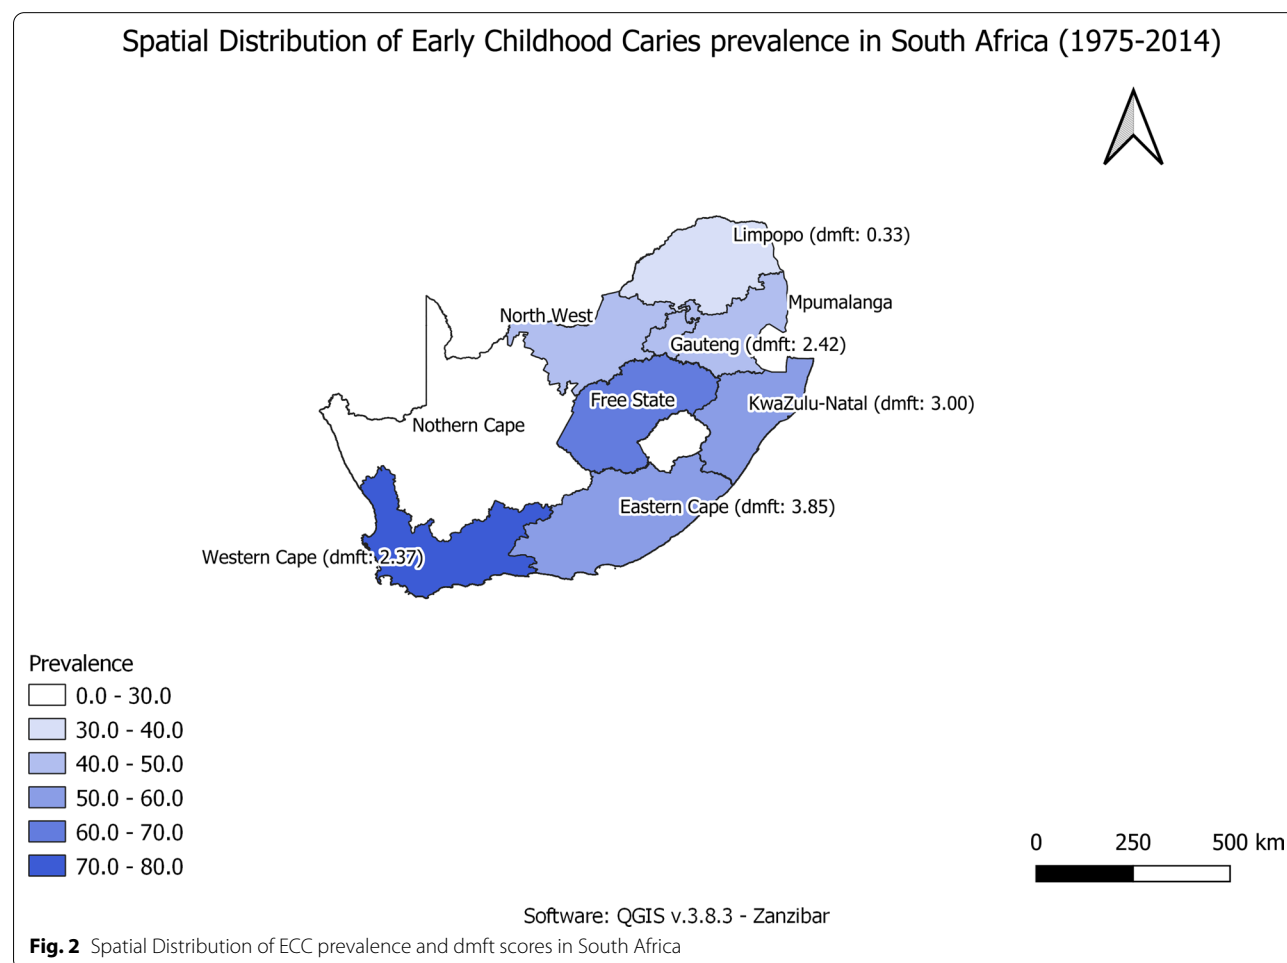 Spatial Distribution of Early Childhood Caries prevalence in South Africa (1975-2014)
Limpopo (dmft: 0.33)
Mpumalanga
North West
Gauteng (dmft: 2.42)
Free State
KwaZulu-Natal (dmft: 3.00)
Nothern Cape
Eastern Cape (dmft: 3.85)
Western Cape (dmft: 2.37)
Prevalence
0.0 - 30.0
30.0 - 40.0
40.0 - 50.0
50.0 - 60.0
60.0 - 70.0
70.0 - 80.0
0 250 500 km
Software: QGIS v.3.8.3 - Zanzibar
Fig. 2 Spatial Distribution of ECC prevalence and dmft scores in South Africa